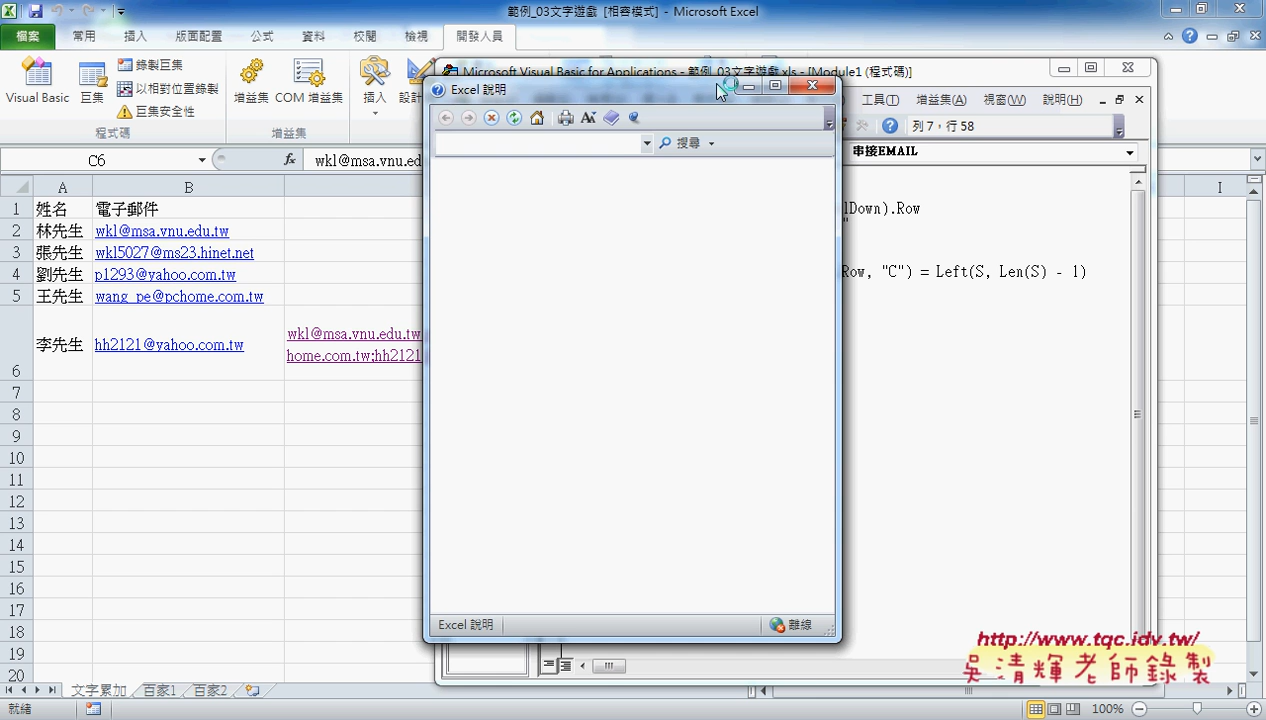 範例_03文字遊戲 [相容模式] - Microsoft Excel
檔案 常用 插入 版面配置 公式 資料 校閱 檢視 開發人員
Visual Basic 巨集 錄製巨集 以相對位置錄製 巨集安全性 增益集 COM 增益集 插入
程式碼 增益集
Microsoft Visual Basic for Applications - 範例_03文字遊戲.xls - [Module1 (程式碼)]
工具(T) 增益集(A) 視窗(W) 說明(H)
列 7, 行 58
串接EMAIL
lDown).Row
"
Row, "C") = Left(S, Len(S) - 1)
Excel 說明
搜尋
Excel 說明 離線
C6 fx wkl@msa.vnu.ed
A B I
1 姓名 電子郵件
2 林先生 wkl@msa.vnu.edu.tw
3 張先生 wkl5027@ms23.hinet.net
4 劉先生 p1293@yahoo.com.tw
5 王先生 wang_pe@pchome.com.tw
6 李先生 hh2121@yahoo.com.tw wkl@msa.vnu.edu.tw
home.com.tw;hh2121
7
8
9
10
11
12
13
14
15
16
17
18
19
20
文字累加 百家1 百家2
就緒 100%
http://www.tqc.idv.tw/
吳清輝老師錄製